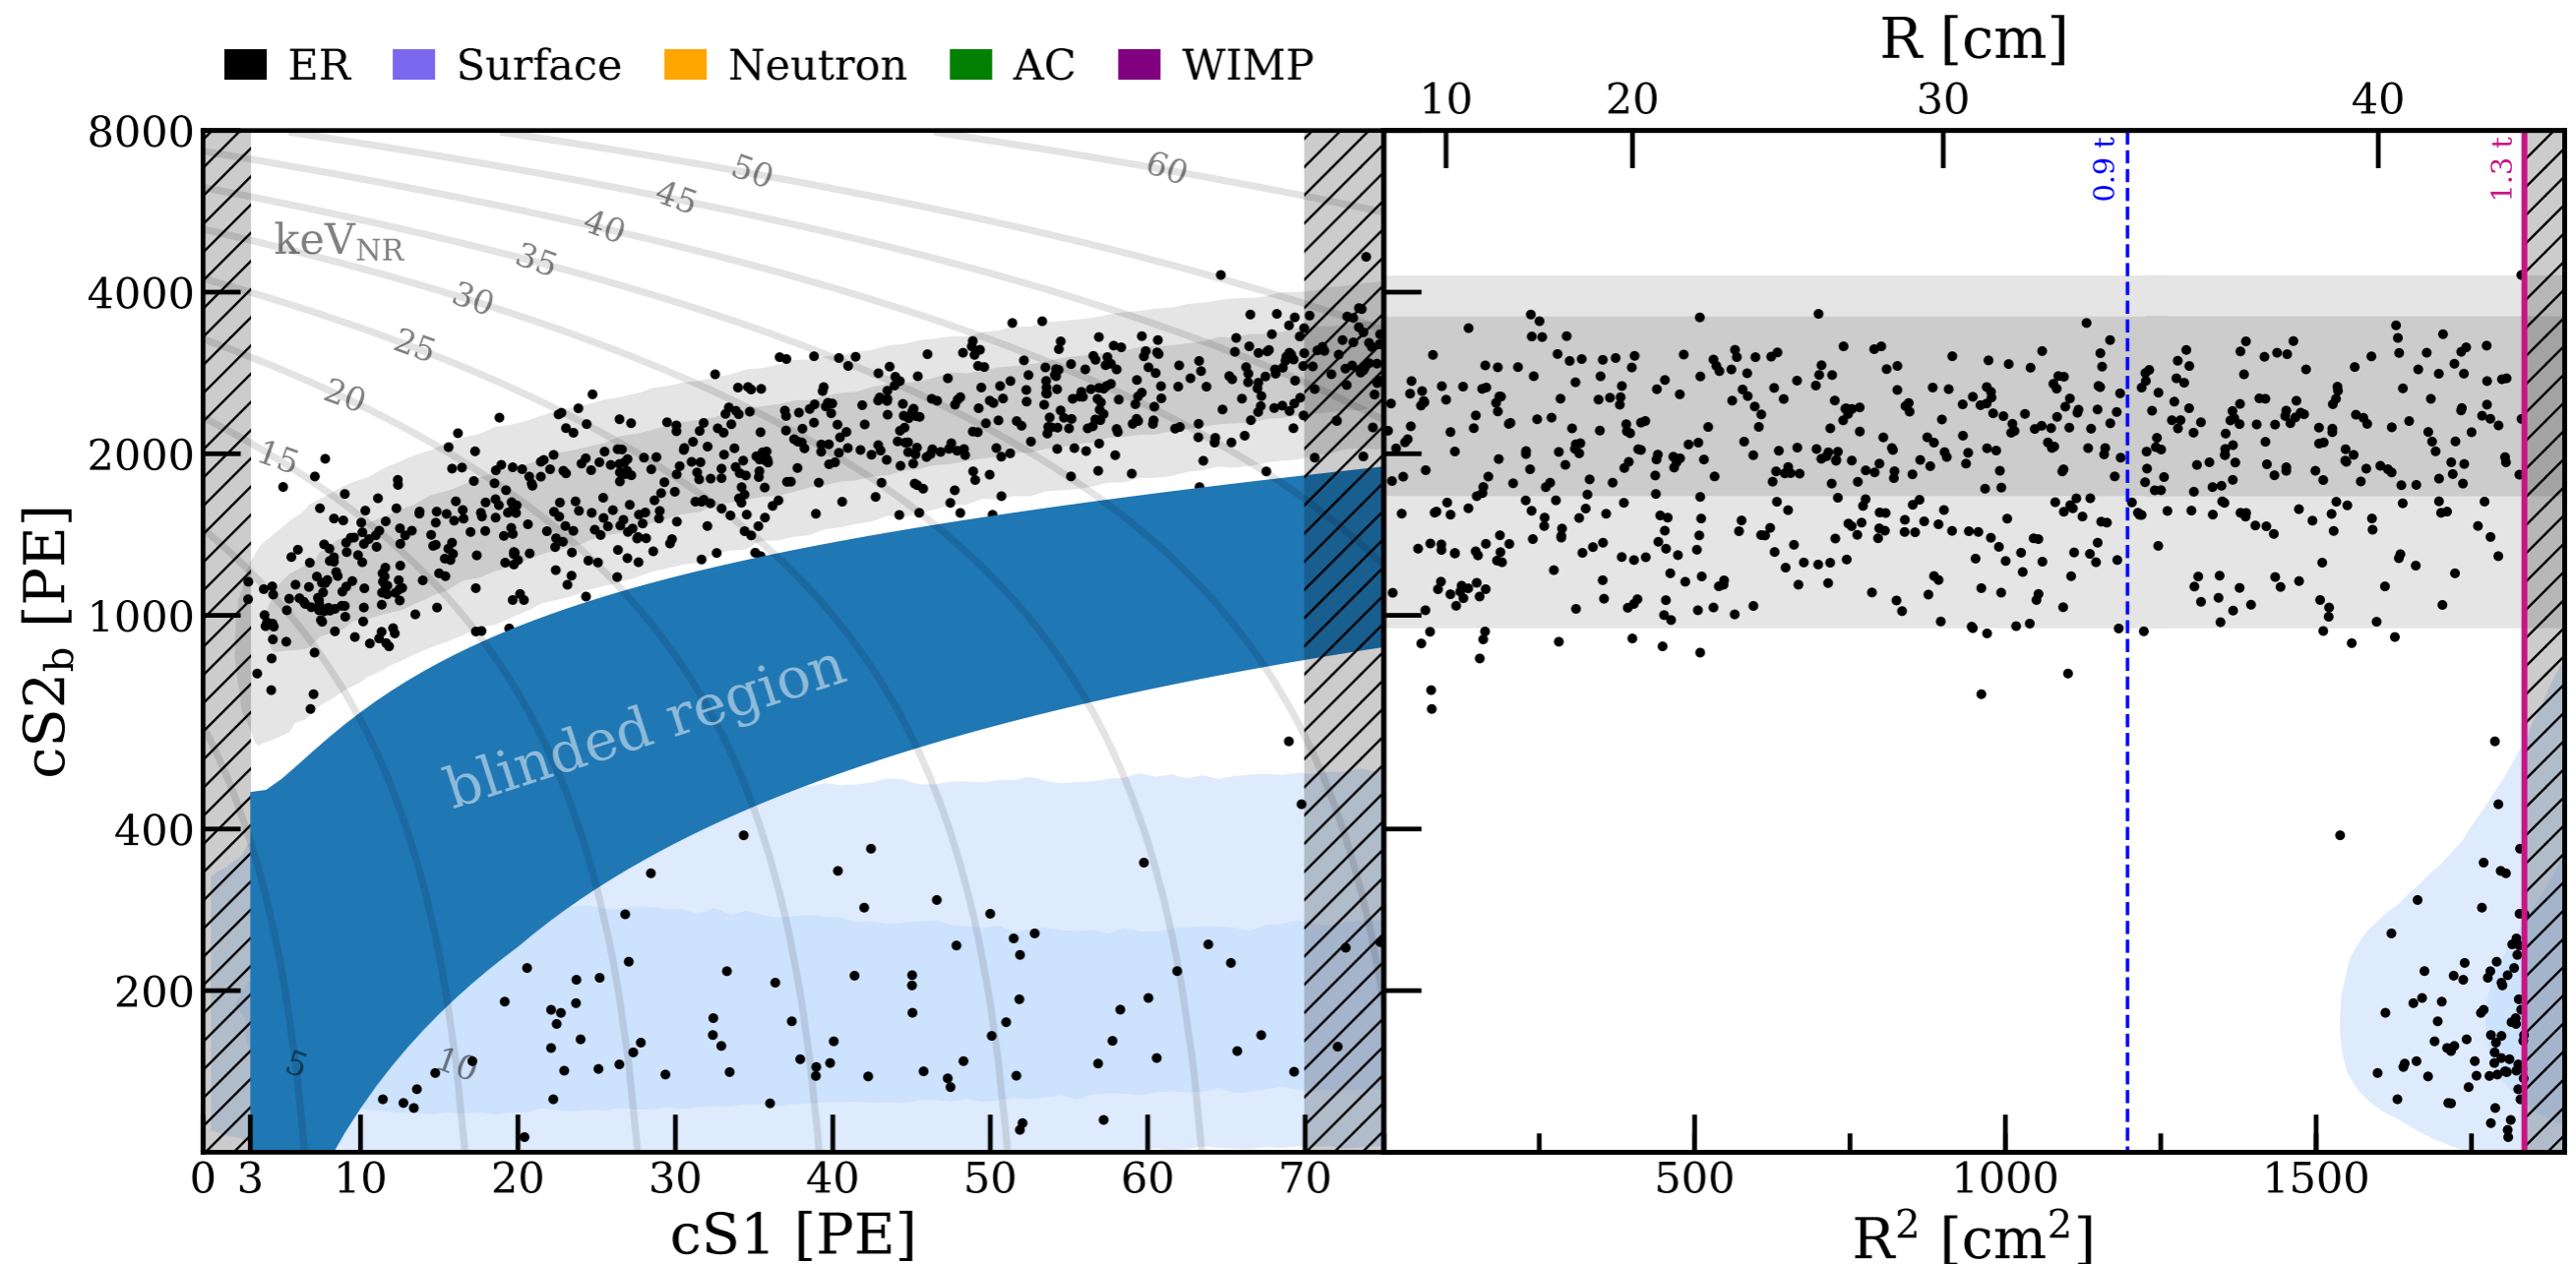 ER Surface Neutron AC WIMP
R [cm]
10 20 30 40
8000
4000
2000
1000
400
200
cS2b [PE]
keVNR
50
60
45
40
35
30
25
20
15
5
10
blinded region
0.9 t
1.3 t
0 3 10 20 30 40 50 60 70
500 1000 1500
cS1 [PE]
R² [cm²]